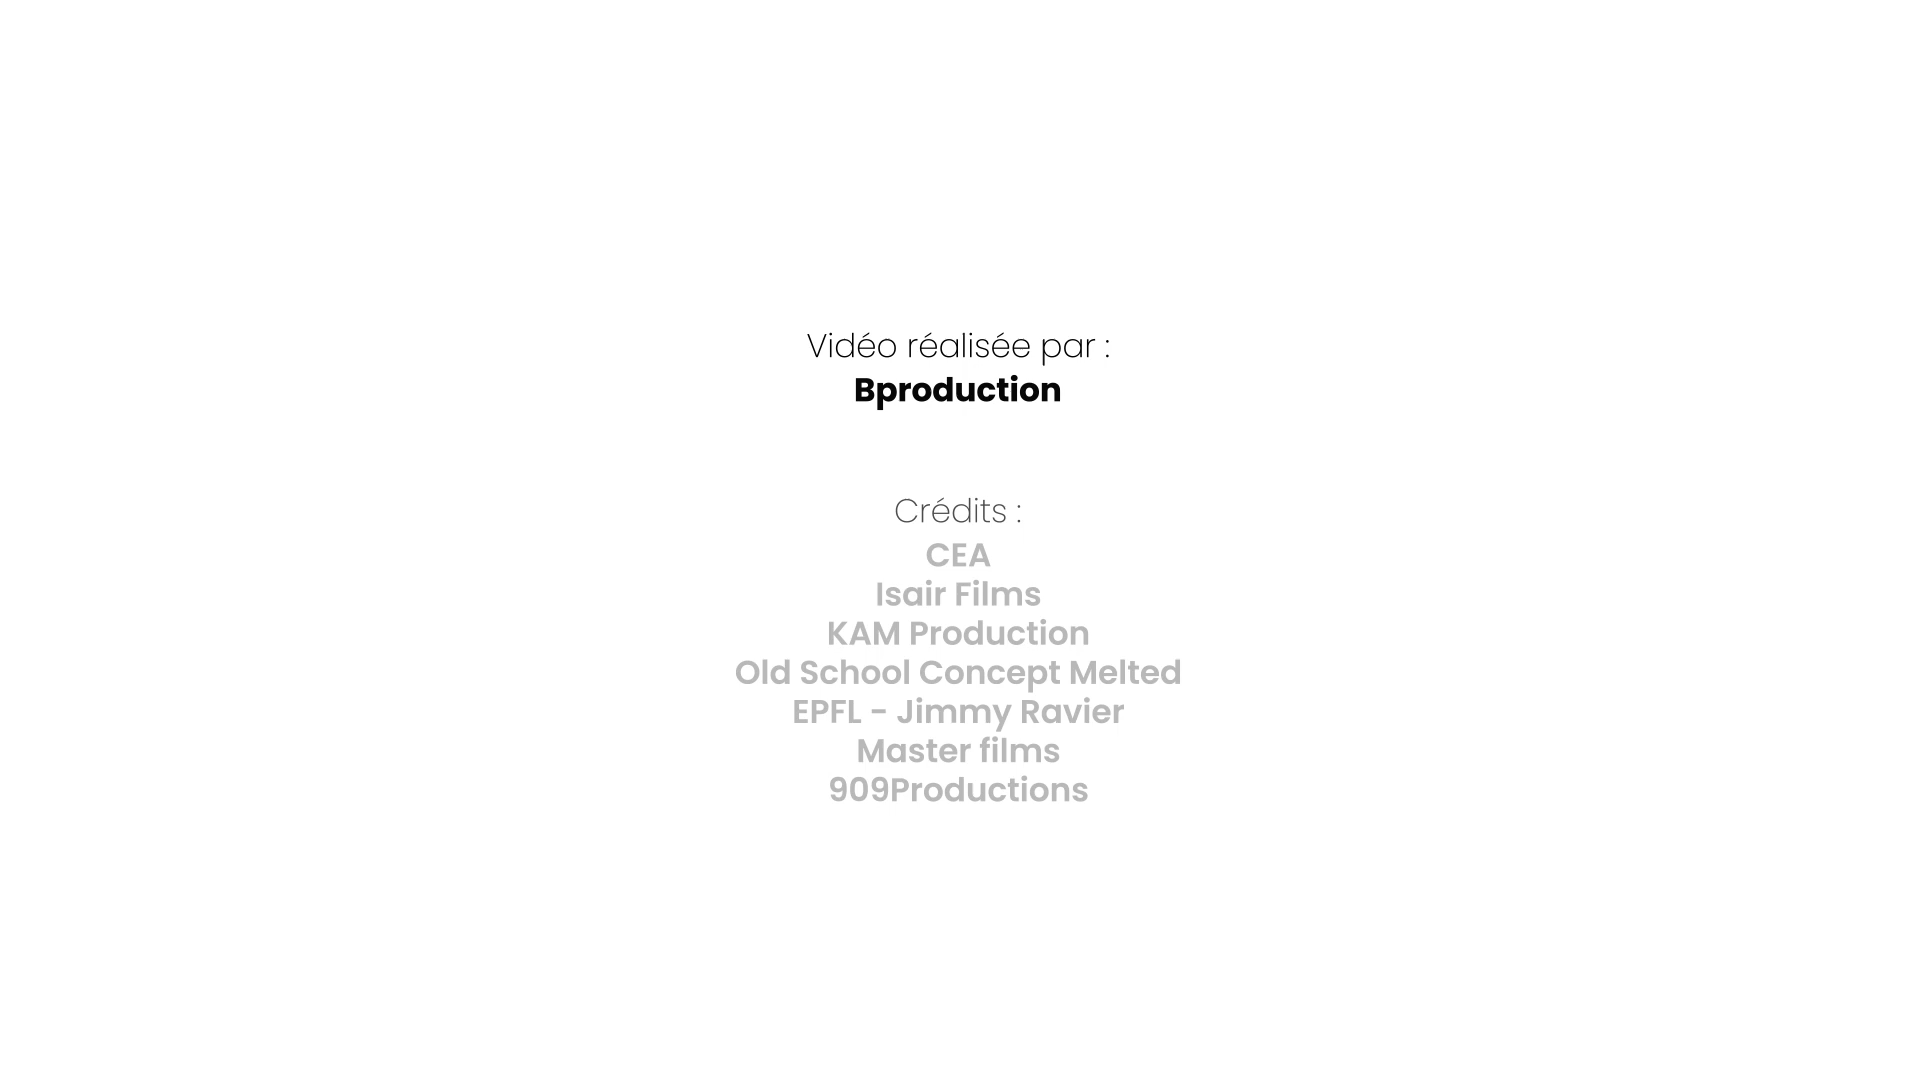 Vidéo réalisée par :
Bproduction
Crédits :
CEA
Isair Films
KAM Production
Old School Concept Melted
EPFL - Jimmy Ravier
Master films
909Productions